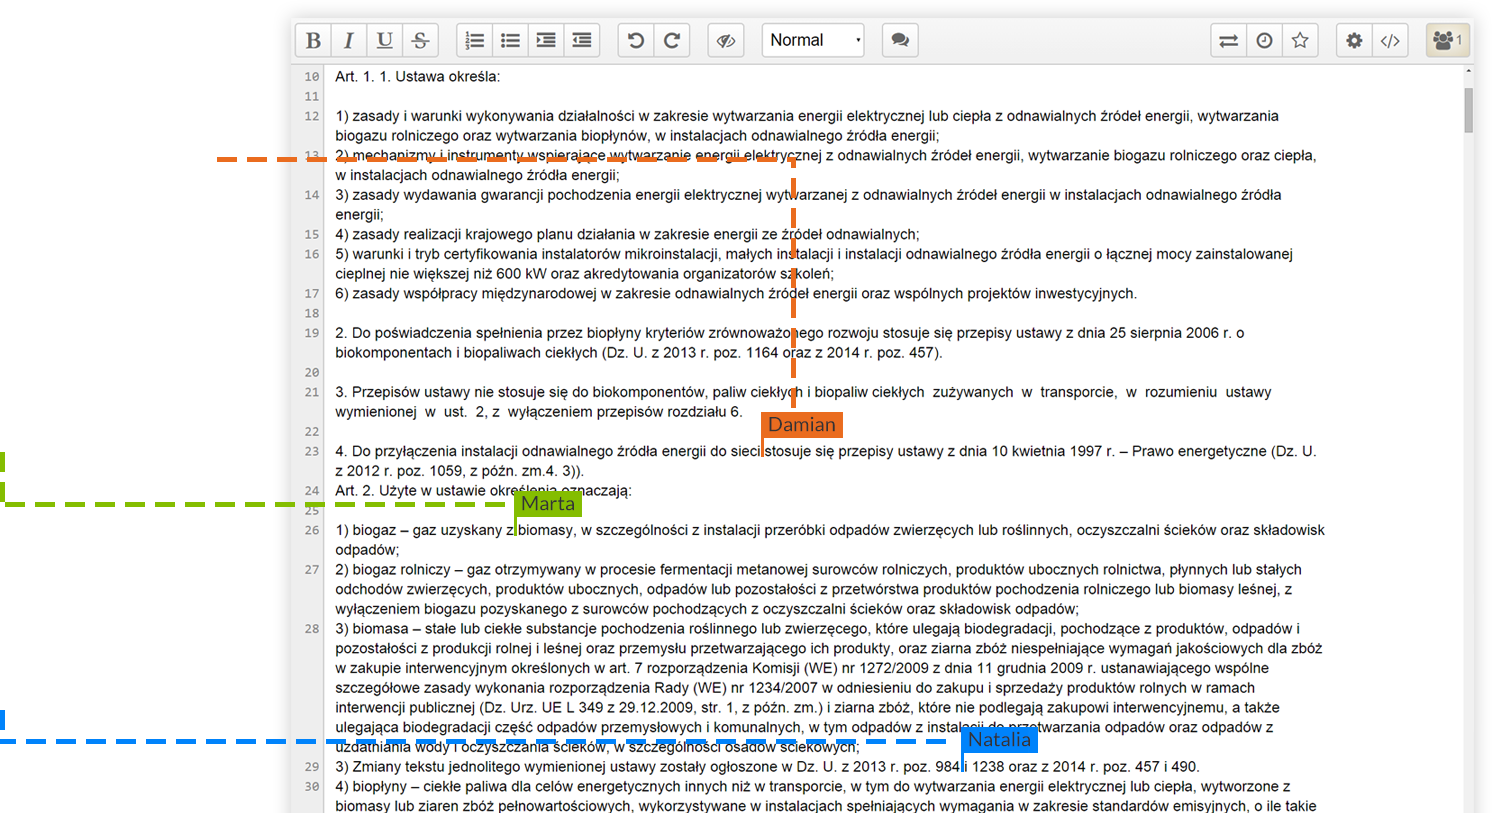 B I U S Normal 1
10 Art. 1. 1. Ustawa określa:
11
12 1) zasady i warunki wykonywania działalności w zakresie wytwarzania energii elektrycznej lub ciepła z odnawialnych źródeł energii, wytwarzania
biogazu rolniczego oraz wytwarzania biopłynów, w instalacjach odnawialnego źródła energii;
13 2) mechanizmy i instrumenty wspierające wytwarzanie energii elektrycznej z odnawialnych źródeł energii, wytwarzanie biogazu rolniczego oraz ciepła,
w instalacjach odnawialnego źródła energii;
14 3) zasady wydawania gwarancji pochodzenia energii elektrycznej wytwarzanej z odnawialnych źródeł energii w instalacjach odnawialnego źródła
energii;
15 4) zasady realizacji krajowego planu działania w zakresie energii ze źródeł odnawialnych;
16 5) warunki i tryb certyfikowania instalatorów mikroinstalacji, małych instalacji i instalacji odnawialnego źródła energii o łącznej mocy zainstalowanej
cieplnej nie większej niż 600 kW oraz akredytowania organizatorów szkoleń;
17 6) zasady współpracy międzynarodowej w zakresie odnawialnych źródeł energii oraz wspólnych projektów inwestycyjnych.
18
19 2. Do poświadczenia spełnienia przez biopłyny kryteriów zrównoważonego rozwoju stosuje się przepisy ustawy z dnia 25 sierpnia 2006 r. o
biokomponentach i biopaliwach ciekłych (Dz. U. z 2013 r. poz. 1164 oraz z 2014 r. poz. 457).
20
21 3. Przepisów ustawy nie stosuje się do biokomponentów, paliw ciekłych i biopaliw ciekłych zużywanych w transporcie, w rozumieniu ustawy
wymienionej w ust. 2, z wyłączeniem przepisów rozdziału 6.
Damian
22
23 4. Do przyłączenia instalacji odnawialnego źródła energii do sieci stosuje się przepisy ustawy z dnia 10 kwietnia 1997 r. – Prawo energetyczne (Dz. U.
z 2012 r. poz. 1059, z późn. zm.4. 3)).
24 Art. 2. Użyte w ustawie określenia oznaczają:
Marta
25
26 1) biogaz – gaz uzyskany z biomasy, w szczególności z instalacji przeróbki odpadów zwierzęcych lub roślinnych, oczyszczalni ścieków oraz składowisk
odpadów;
27 2) biogaz rolniczy – gaz otrzymywany w procesie fermentacji metanowej surowców rolniczych, produktów ubocznych rolnictwa, płynnych lub stałych
odchodów zwierzęcych, produktów ubocznych, odpadów lub pozostałości z przetwórstwa produktów pochodzenia rolniczego lub biomasy leśnej, z
wyłączeniem biogazu pozyskanego z surowców pochodzących z oczyszczalni ścieków oraz składowisk odpadów;
28 3) biomasa – stałe lub ciekłe substancje pochodzenia roślinnego lub zwierzęcego, które ulegają biodegradacji, pochodzące z produktów, odpadów i
pozostałości z produkcji rolnej i leśnej oraz przemysłu przetwarzającego ich produkty, oraz ziarna zbóż niespełniające wymagań jakościowych dla zbóż
w zakupie interwencyjnym określonych w art. 7 rozporządzenia Komisji (WE) nr 1272/2009 z dnia 11 grudnia 2009 r. ustanawiającego wspólne
szczegółowe zasady wykonania rozporządzenia Rady (WE) nr 1234/2007 w odniesieniu do zakupu i sprzedaży produktów rolnych w ramach
interwencji publicznej (Dz. Urz. UE L 349 z 29.12.2009, str. 1, z późn. zm.) i ziarna zbóż, które nie podlegają zakupowi interwencyjnemu, a także
ulegająca biodegradacji część odpadów przemysłowych i komunalnych, w tym odpadów z instalacji do przetwarzania odpadów oraz odpadów z
uzdatniania wody i oczyszczania ścieków, w szczególności osadów ściekowych;
Natalia
29 3) Zmiany tekstu jednolitego wymienionej ustawy zostały ogłoszone w Dz. U. z 2013 r. poz. 984 i 1238 oraz z 2014 r. poz. 457 i 490.
30 4) biopłyny – ciekłe paliwa dla celów energetycznych innych niż w transporcie, w tym do wytwarzania energii elektrycznej lub ciepła, wytworzone z
biomasy lub ziaren zbóż pełnowartościowych, wykorzystywane w instalacjach spełniających wymagania w zakresie standardów emisyjnych, o ile takie